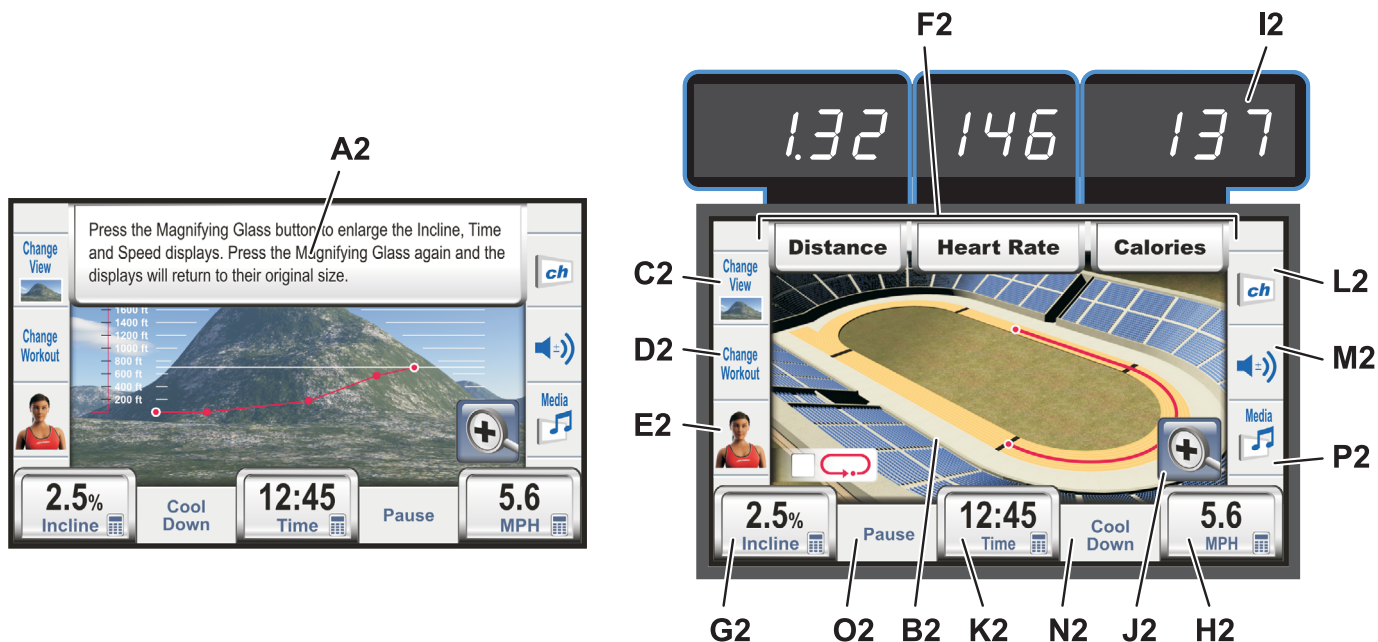 A2
Press the Magnifying Glass button to enlarge the Incline, Time
and Speed displays. Press the Magnifying Glass again and the
displays will return to their original size.
Change
View
Change
Workout
1600 ft
1400 ft
1200 ft
1000 ft
800 ft
600 ft
400 ft
200 ft
ch
±
Media
2.5%
Incline
Cool
Down
12:45
Time
Pause
5.6
MPH
F2
I2
1.32
146
137
Distance
Heart Rate
Calories
C2
Change
View
D2
Change
Workout
E2
ch
L2
±
M2
Media
P2
2.5%
Incline
Pause
12:45
Time
Cool
Down
5.6
MPH
G2
O2
B2
K2
N2
J2
H2